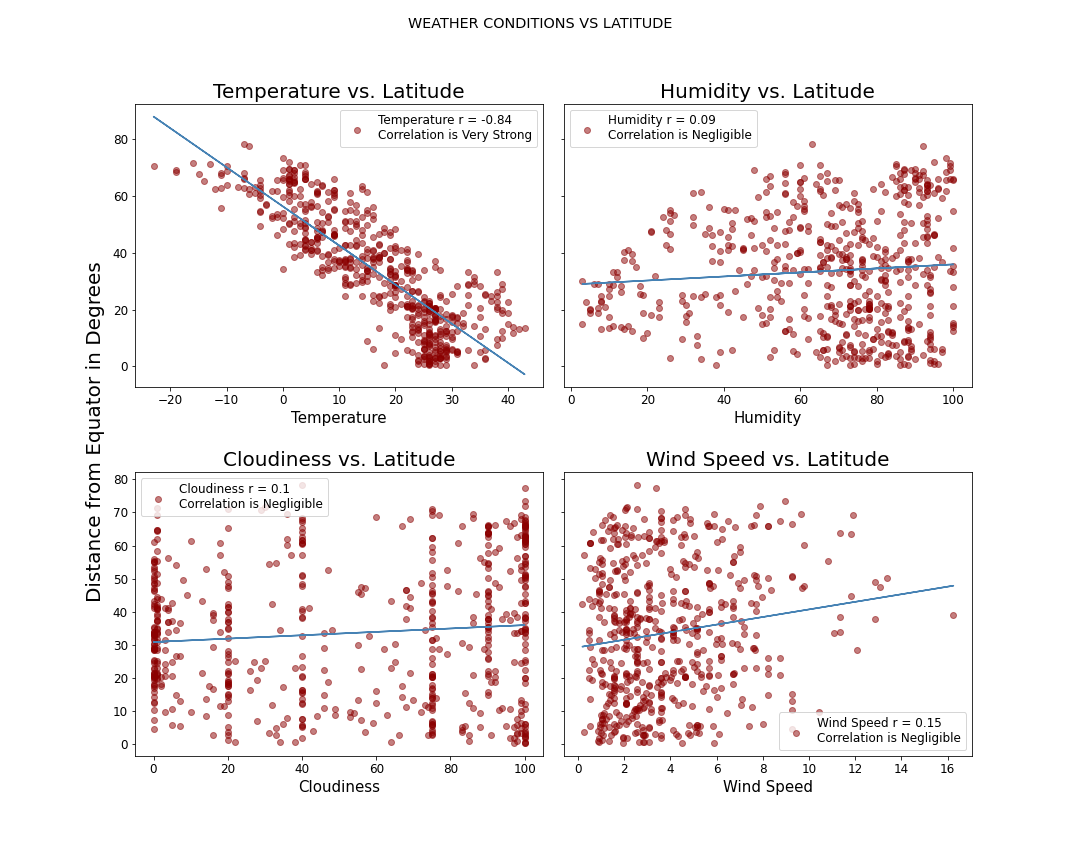 WEATHER CONDITIONS VS LATITUDE
Temperature vs. Latitude
Temperature r = -0.84
Correlation is Very Strong
80
60
40
20
0
−20 −10 0 10 20 30 40
Temperature
Humidity vs. Latitude
Humidity r = 0.09
Correlation is Negligible
0 20 40 60 80 100
Humidity
Distance from Equator in Degrees
Cloudiness vs. Latitude
Cloudiness r = 0.1
Correlation is Negligible
80
70
60
50
40
30
20
10
0
0 20 40 60 80 100
Cloudiness
Wind Speed vs. Latitude
Wind Speed r = 0.15
Correlation is Negligible
0 2 4 6 8 10 12 14 16
Wind Speed